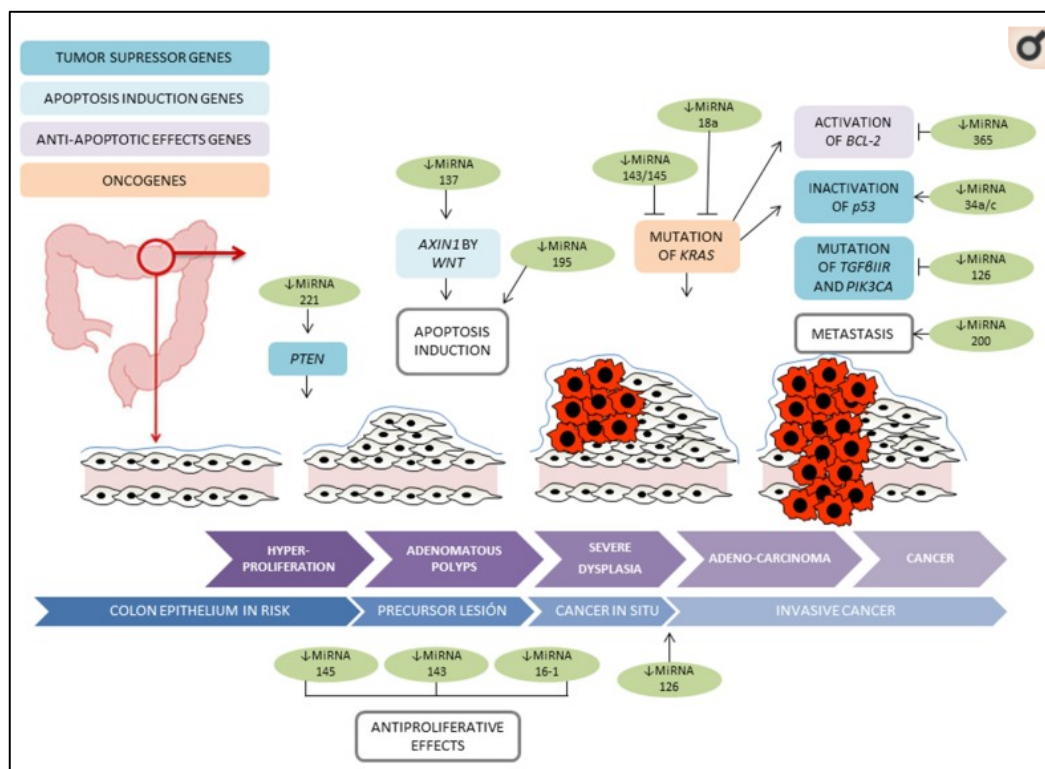 TUMOR SUPRESSOR GENES
APOPTOSIS INDUCTION GENES
ANTI-APOPTOTIC EFFECTS GENES
ONCOGENES
↓MiRNA
18a
↓MiRNA
143/145
↓MiRNA
137
ACTIVATION
OF BCL-2
↓MiRNA
365
INACTIVATION
OF p53
↓MiRNA
34a/c
AXIN1 BY
WNT
↓MiRNA
195
MUTATION
OF KRAS
MUTATION
OF TGFβIIR
AND PIK3CA
↓MiRNA
126
↓MiRNA
221
APOPTOSIS
INDUCTION
METASTASIS
↓MiRNA
200
PTEN
HYPER-
PROLIFERATION
ADENOMATOUS
POLYPS
SEVERE
DYSPLASIA
ADENO-CARCINOMA
CANCER
COLON EPITHELIUM IN RISK
PRECURSOR LESIÓN
CANCER IN SITU
INVASIVE CANCER
↓MiRNA
145
↓MiRNA
143
↓MiRNA
16-1
↓MiRNA
126
ANTIPROLIFERATIVE
EFFECTS